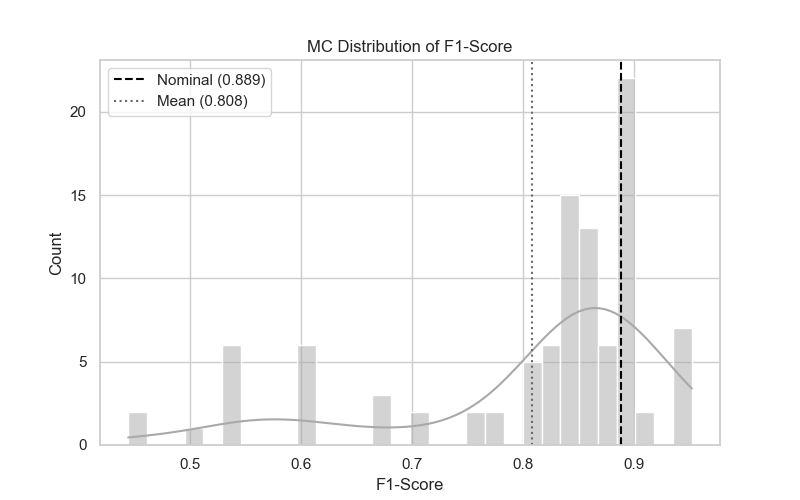 MC Distribution of F1-Score
Nominal (0.889)
Mean (0.808)
20
15
10
5
0
Count
0.5 0.6 0.7 0.8 0.9
F1-Score